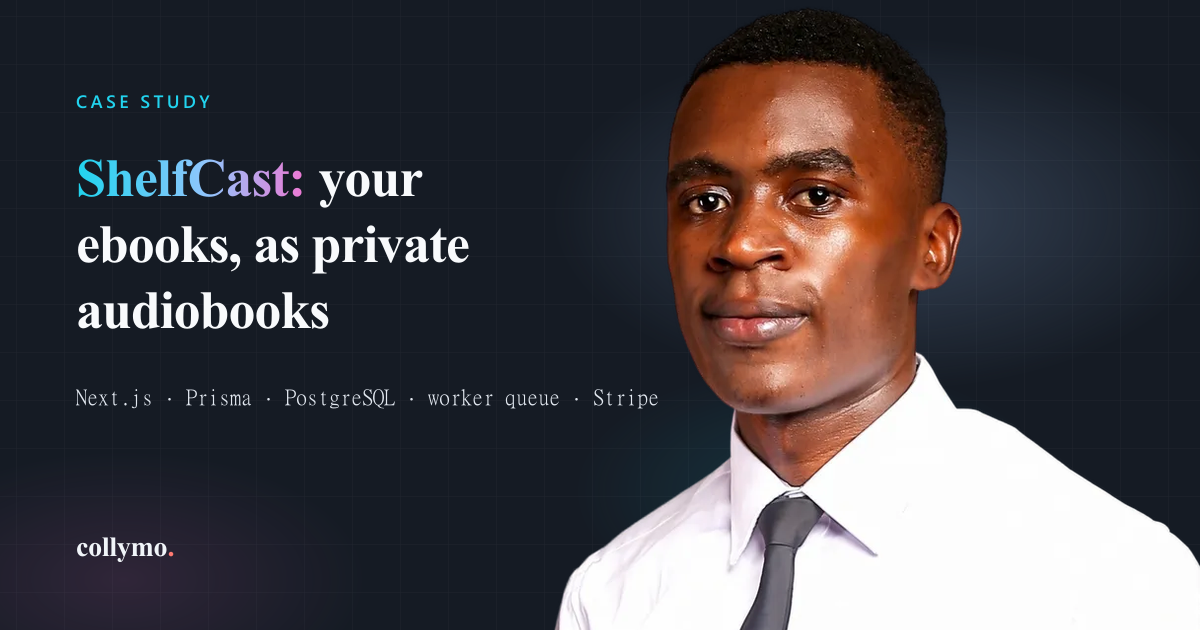 CASE STUDY
ShelfCast: your
ebooks, as private
audiobooks
Next.js · Prisma · PostgreSQL · worker queue · Stripe
collymo.